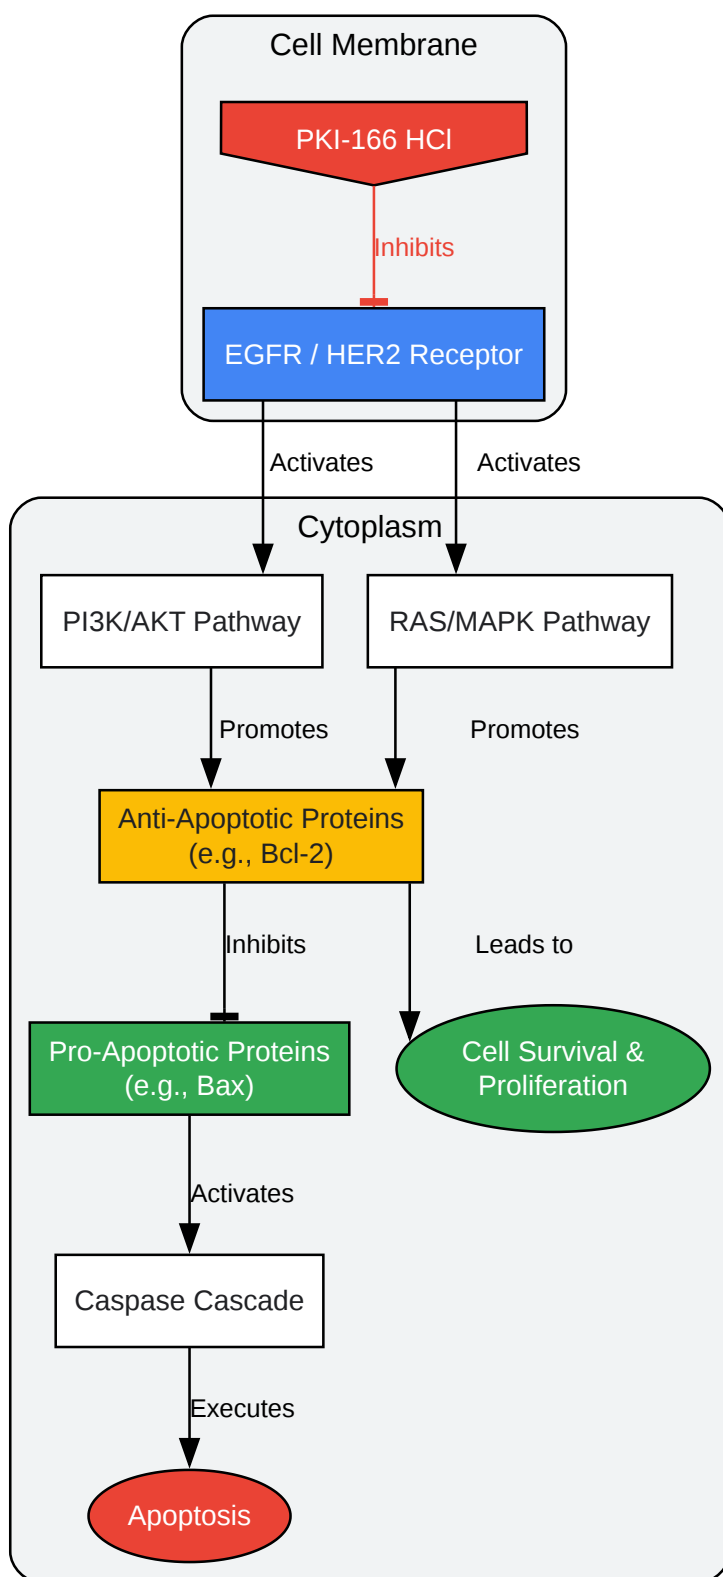 Cell Membrane
PKI-166 HCl
Inhibits
EGFR / HER2 Receptor
Activates
Activates
Cytoplasm
PI3K/AKT Pathway
RAS/MAPK Pathway
Promotes
Promotes
Anti-Apoptotic Proteins
(e.g., Bcl-2)
Inhibits
Leads to
Pro-Apoptotic Proteins
(e.g., Bax)
Cell Survival &
Proliferation
Activates
Caspase Cascade
Executes
Apoptosis